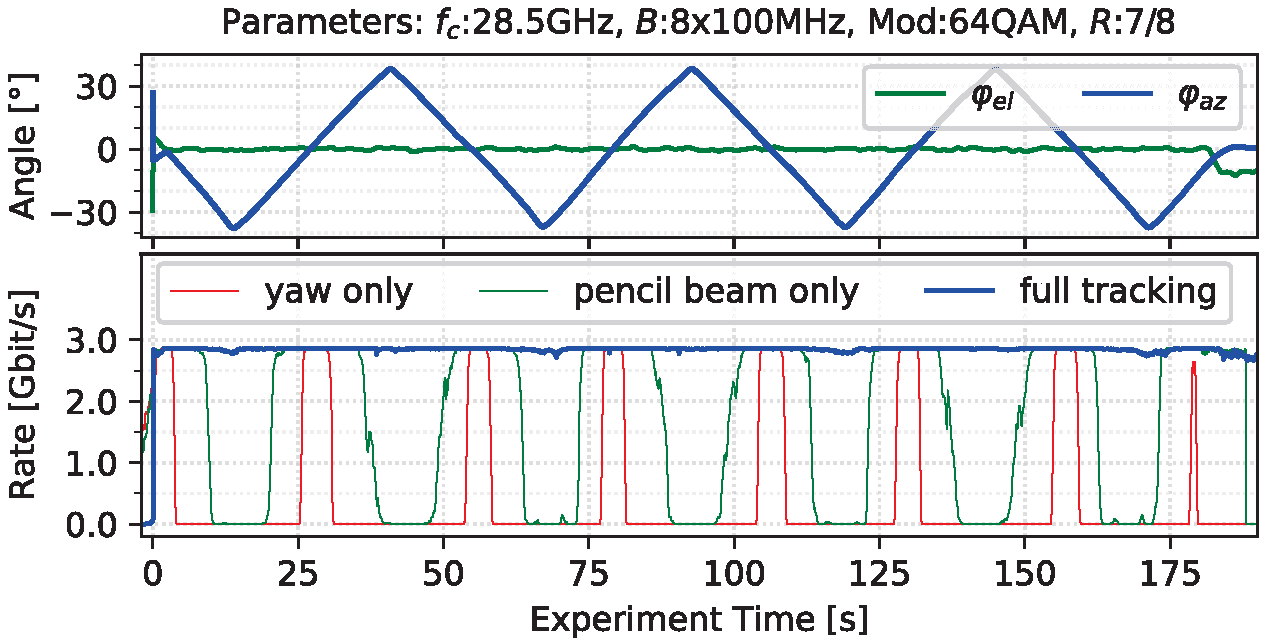 Parameters: f_c:28.5GHz, B:8x100MHz, Mod:64QAM, R:7/8
Angle [°]
30
0
−30
φ_el φ_az
Rate [Gbit/s]
3.0
2.0
1.0
0.0
yaw only pencil beam only full tracking
0 25 50 75 100 125 150 175
Experiment Time [s]